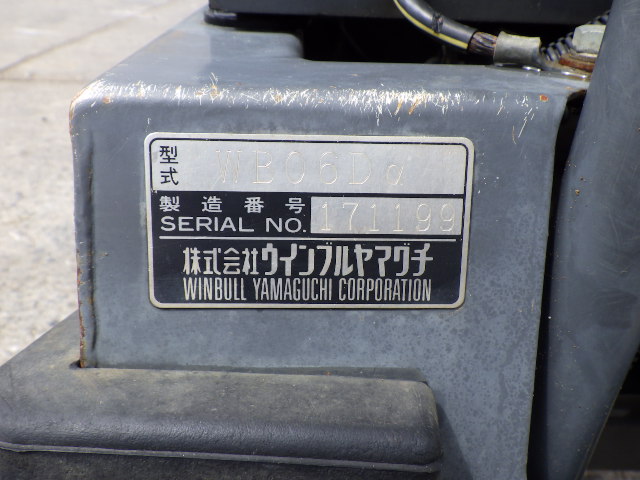 型式 WB06Dα
製造番号
SERIAL NO. 171199
株式会社ウインブルヤマグチ
WINBULL YAMAGUCHI CORPORATION